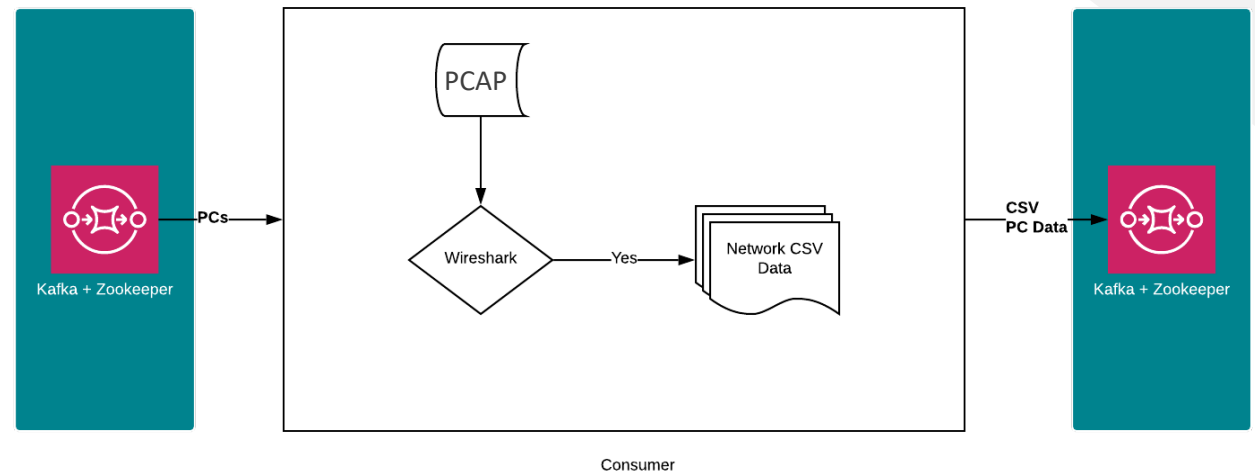 PCAP
Wireshark
Yes
Network CSV
Data
PCs
Kafka + Zookeeper
CSV
PC Data
Kafka + Zookeeper
Consumer